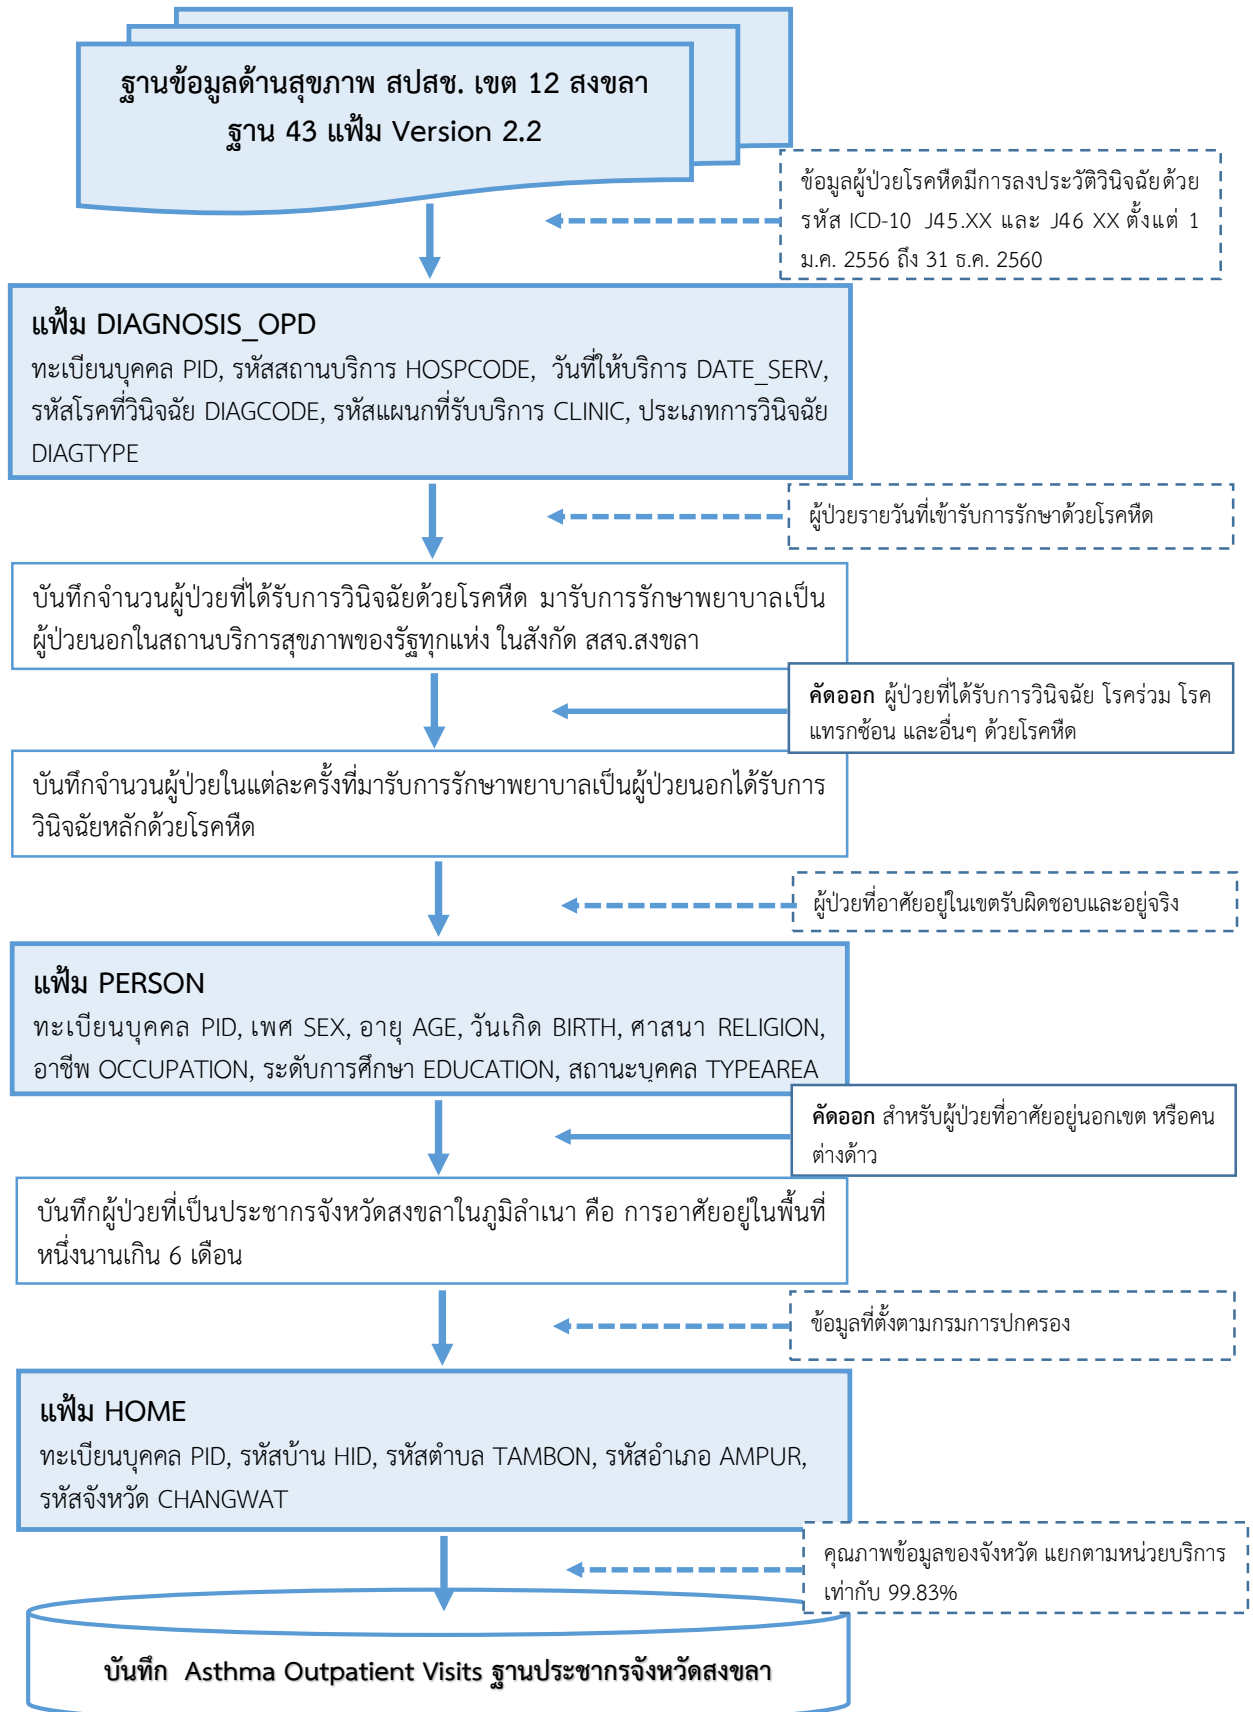 ฐานข้อมูลด้านสุขภาพ สปสช. เขต 12 สงขลา
ฐาน 43 แฟ้ม Version 2.2
ข้อมูลผู้ป่วยโรคหืดมีการลงประวัติวินิจฉัยด้วย
รหัส ICD-10 J45.XX และ J46 XX ตั้งแต่ 1
ม.ค. 2556 ถึง 31 ธ.ค. 2560
แฟ้ม DIAGNOSIS_OPD
ทะเบียนบุคคล PID, รหัสสถานบริการ HOSPCODE, วันที่ให้บริการ DATE_SERV,
รหัสโรคที่วินิจฉัย DIAGCODE, รหัสแผนกที่รับบริการ CLINIC, ประเภทการวินิจฉัย
DIAGTYPE
ผู้ป่วยรายวันที่เข้ารับการรักษาด้วยโรคหืด
บันทึกจำนวนผู้ป่วยที่ได้รับการวินิจฉัยด้วยโรคหืด มารับการรักษาพยาบาลเป็น
ผู้ป่วยนอกในสถานบริการสุขภาพของรัฐทุกแห่ง ในสังกัด สสจ.สงขลา
คัดออก ผู้ป่วยที่ได้รับการวินิจฉัย โรคร่วม โรค
แทรกซ้อน และอื่นๆ ด้วยโรคหืด
บันทึกจำนวนผู้ป่วยในแต่ละครั้งที่มารับการรักษาพยาบาลเป็นผู้ป่วยนอกได้รับการ
วินิจฉัยหลักด้วยโรคหืด
ผู้ป่วยที่อาศัยอยู่ในเขตรับผิดชอบและอยู่จริง
แฟ้ม PERSON
ทะเบียนบุคคล PID, เพศ SEX, อายุ AGE, วันเกิด BIRTH, ศาสนา RELIGION,
อาชีพ OCCUPATION, ระดับการศึกษา EDUCATION, สถานะบุคคล TYPEAREA
คัดออก สำหรับผู้ป่วยที่อาศัยอยู่นอกเขต หรือคน
ต่างด้าว
บันทึกผู้ป่วยที่เป็นประชากรจังหวัดสงขลาในภูมิลำเนา คือ การอาศัยอยู่ในพื้นที่
หนึ่งนานเกิน 6 เดือน
ข้อมูลที่ตั้งตามกรมการปกครอง
แฟ้ม HOME
ทะเบียนบุคคล PID, รหัสบ้าน HID, รหัสตำบล TAMBON, รหัสอำเภอ AMPUR,
รหัสจังหวัด CHANGWAT
คุณภาพข้อมูลของจังหวัด แยกตามหน่วยบริการ
เท่ากับ 99.83%
บันทึก Asthma Outpatient Visits ฐานประชากรจังหวัดสงขลา